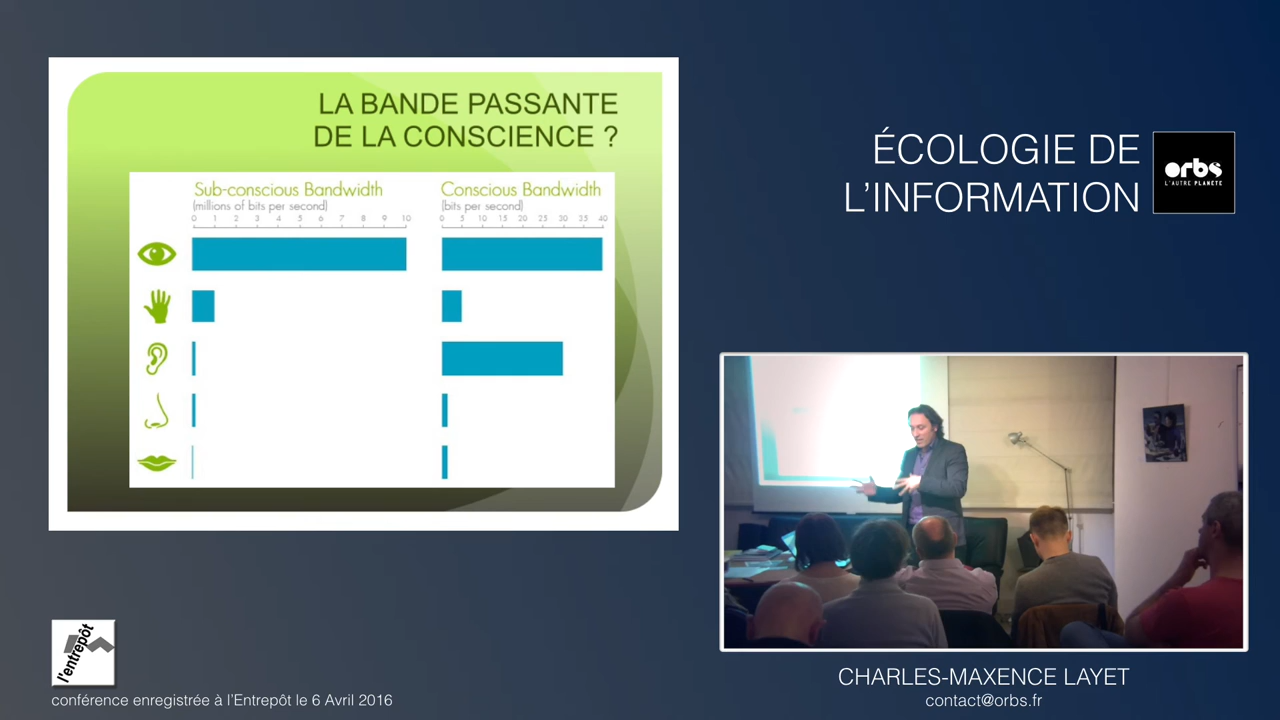 LA BANDE PASSANTE
DE LA CONSCIENCE ?
Sub-conscious Bandwidth
(millions of bits per second)
0 1 2 3 4 5 6 7 8 9 10
Conscious Bandwidth
(bits per second)
0 5 10 15 20 25 30 35 40
ÉCOLOGIE DE
L'INFORMATION
orbs
L'AUTRE PLANÈTE
l'entrepôt
conférence enregistrée à l'Entrepôt le 6 Avril 2016
CHARLES-MAXENCE LAYET
contact@orbs.fr